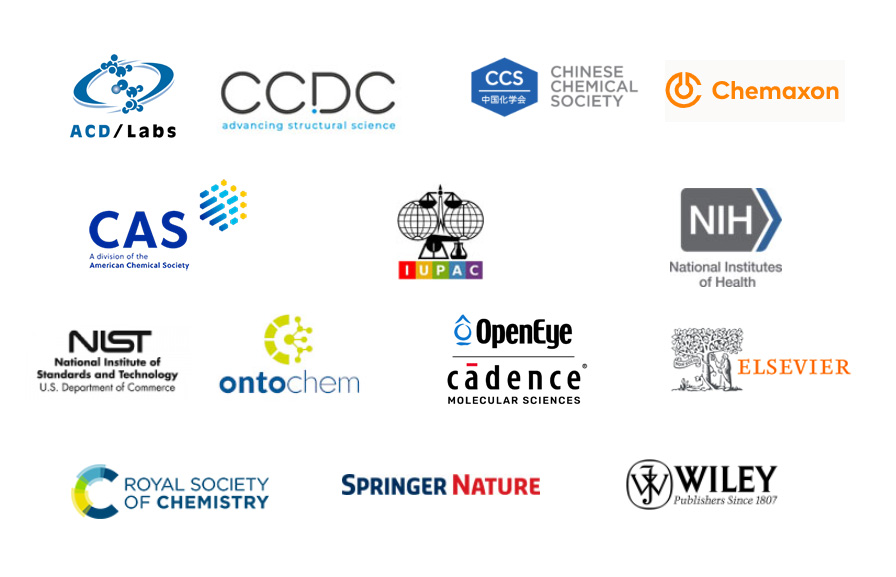 ACD/Labs
CCDC
advancing structural science
CCS
中国化学会
CHINESE
CHEMICAL
SOCIETY
Chemaxon
CAS
A division of the
American Chemical Society
IUPAC
NIH
National Institutes
of Health
NIST
National Institute of
Standards and Technology
U.S. Department of Commerce
ontochem
OpenEye
cādence®
MOLECULAR SCIENCES
ELSEVIER
ROYAL SOCIETY
OF CHEMISTRY
SPRINGER NATURE
WILEY
Publishers Since 1807